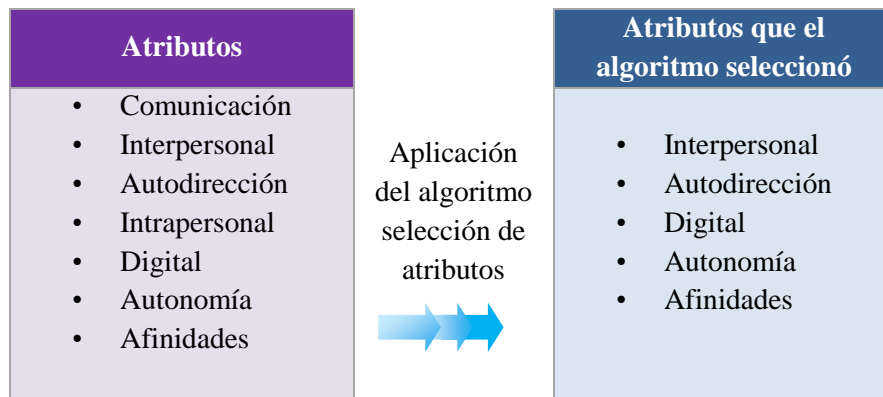 Atributos
• Comunicación
• Interpersonal
• Autodirección
• Intrapersonal
• Digital
• Autonomía
• Afinidades
Aplicación
del algoritmo
selección de
atributos
Atributos que el
algoritmo seleccionó
• Interpersonal
• Autodirección
• Digital
• Autonomía
• Afinidades